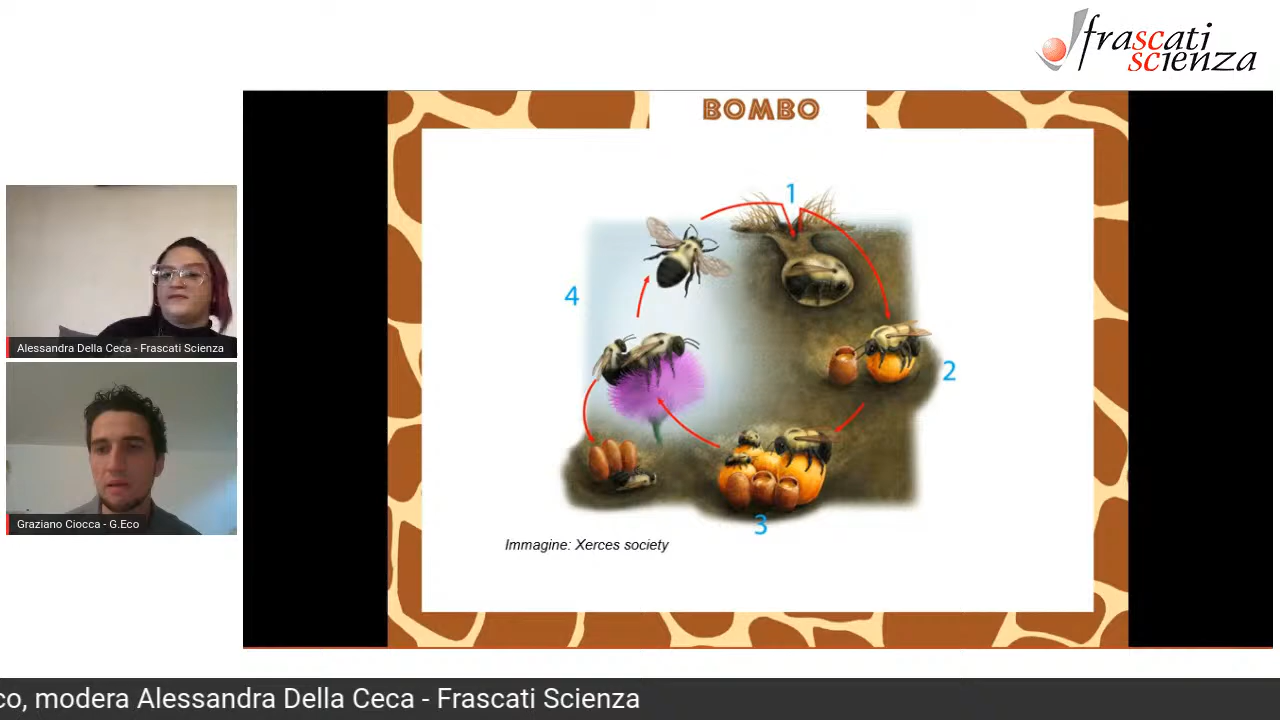 frascati
scienza
BOMBO
1
4
2
3
Immagine: Xerces society
Alessandra Della Ceca - Frascati Scienza
Graziano Ciocca - G.Eco
co, modera Alessandra Della Ceca - Frascati Scienza